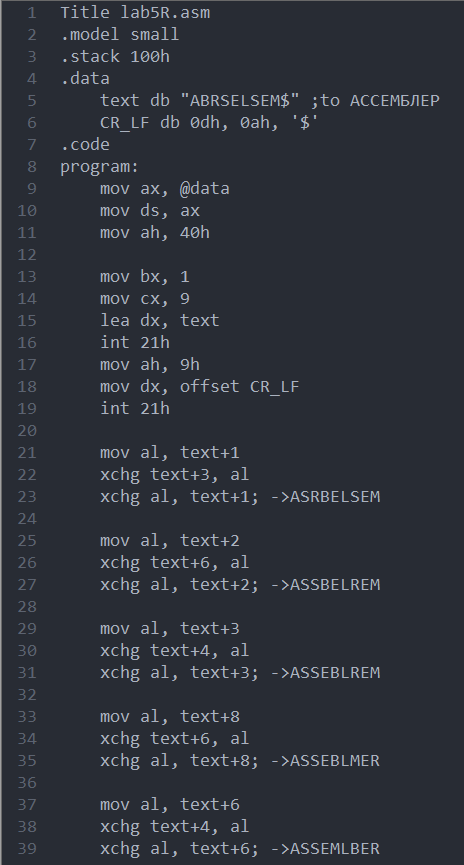 1 Title lab5R.asm
2 .model small
3 .stack 100h
4 .data
5 text db "ABRSELSEM$" ;to АССЕМБЛЕР
6 CR_LF db 0dh, 0ah, '$'
7 .code
8 program:
9 mov ax, @data
10 mov ds, ax
11 mov ah, 40h
12
13 mov bx, 1
14 mov cx, 9
15 lea dx, text
16 int 21h
17 mov ah, 9h
18 mov dx, offset CR_LF
19 int 21h
20
21 mov al, text+1
22 xchg text+3, al
23 xchg al, text+1; ->ASRBELSEM
24
25 mov al, text+2
26 xchg text+6, al
27 xchg al, text+2; ->ASSBELREM
28
29 mov al, text+3
30 xchg text+4, al
31 xchg al, text+3; ->ASSEBLREM
32
33 mov al, text+8
34 xchg text+6, al
35 xchg al, text+8; ->ASSEBLMER
36
37 mov al, text+6
38 xchg text+4, al
39 xchg al, text+6; ->ASSEMLBER